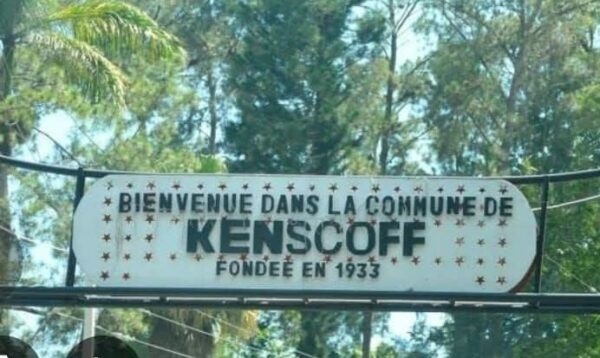 BIENVENUE DANS LA COMMUNE DE
KENSCOFF
FONDEE EN 1933